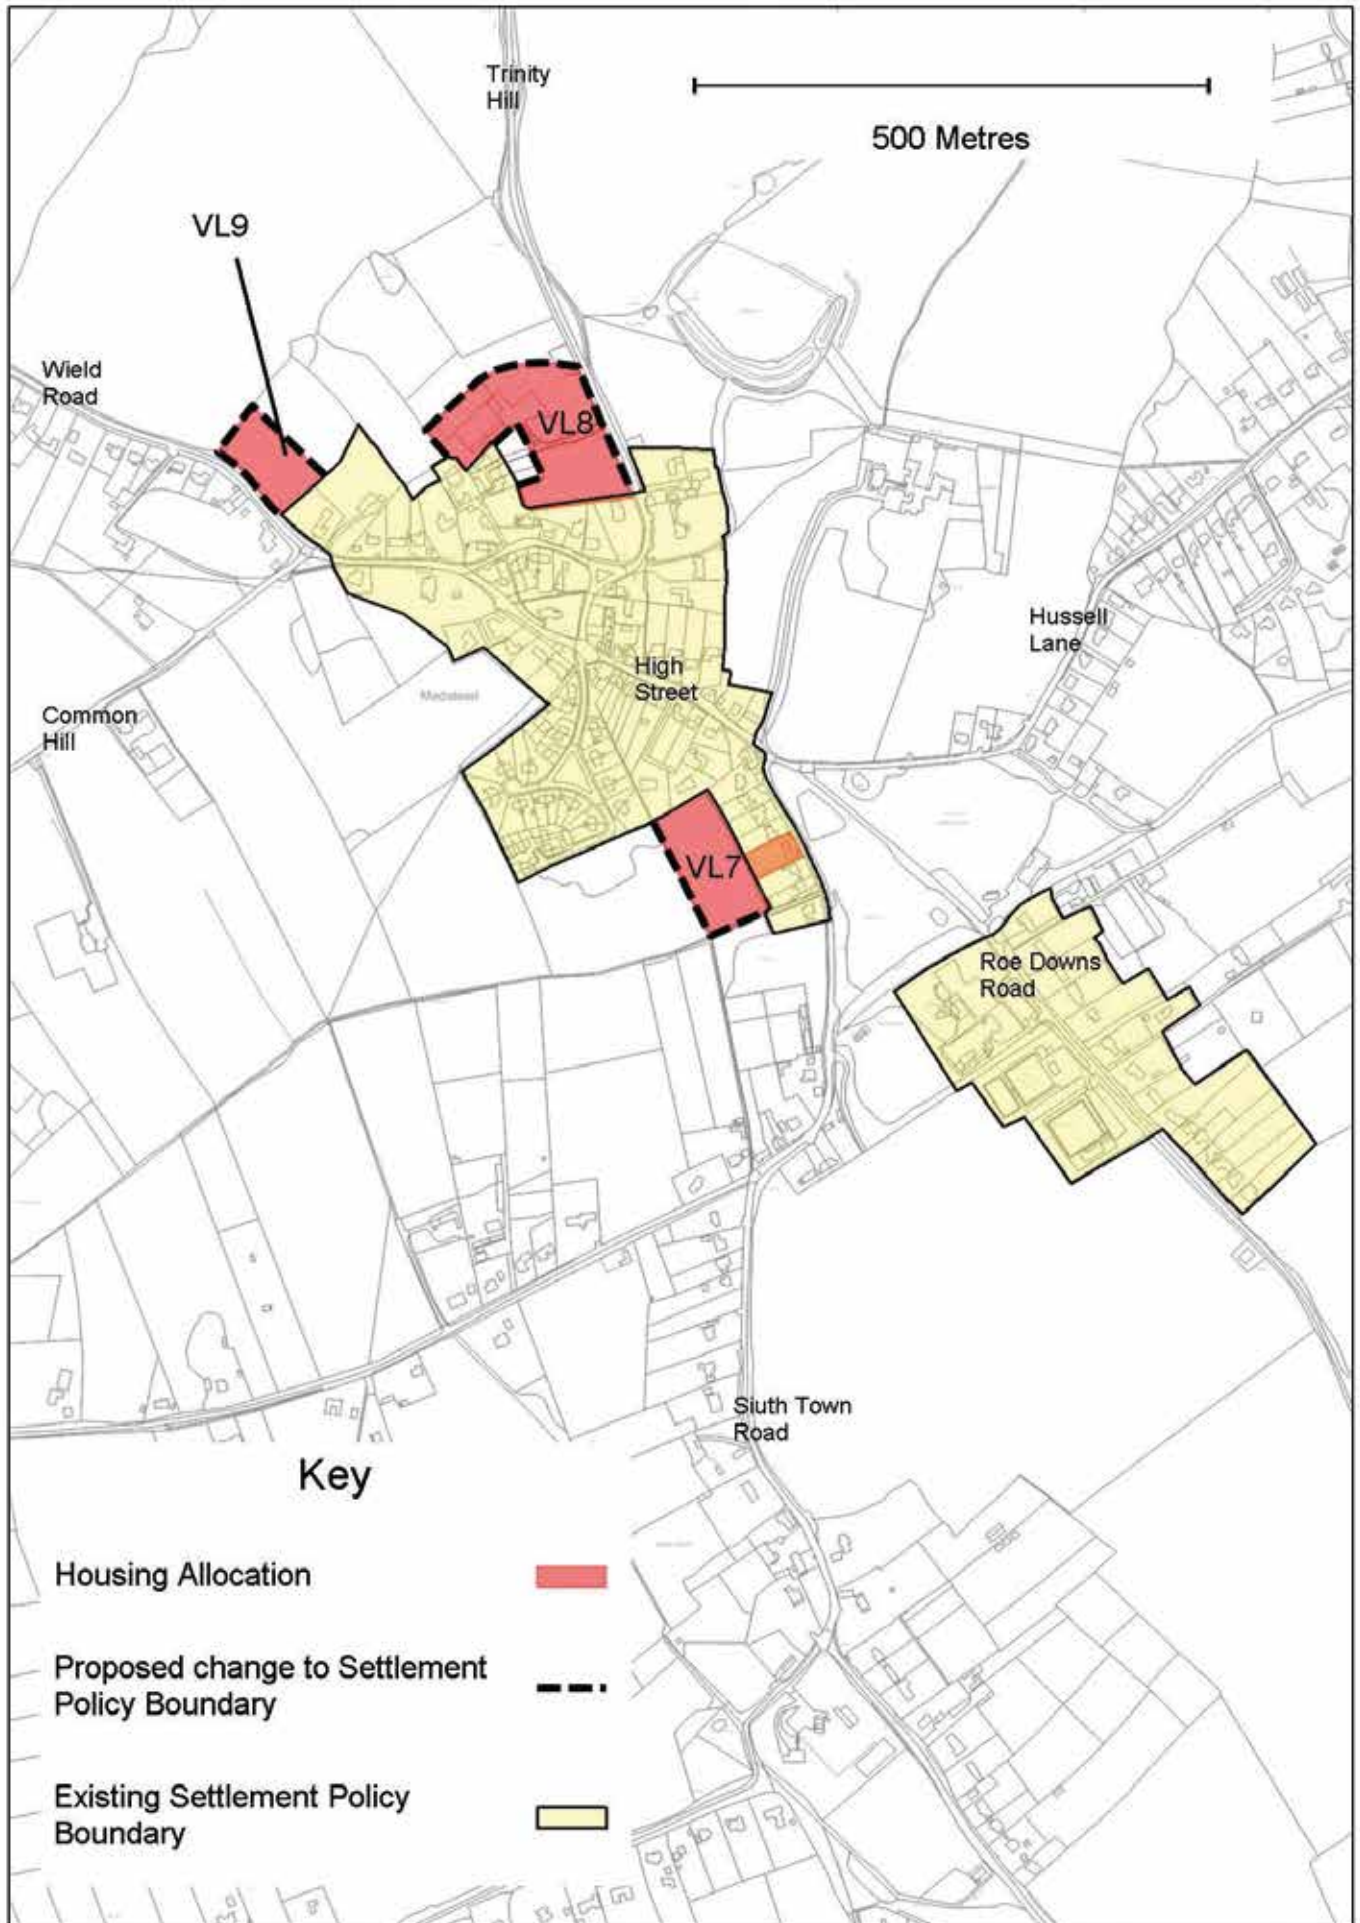 Trinity
Hill
500 Metres
VL9
Wield
Road
VL8
Hussell
Lane
High
Street
Medstead
Common
Hill
VL7
Roe Downs
Road
Siuth Town
Road
Key
Housing Allocation
Proposed change to Settlement
Policy Boundary
Existing Settlement Policy
Boundary